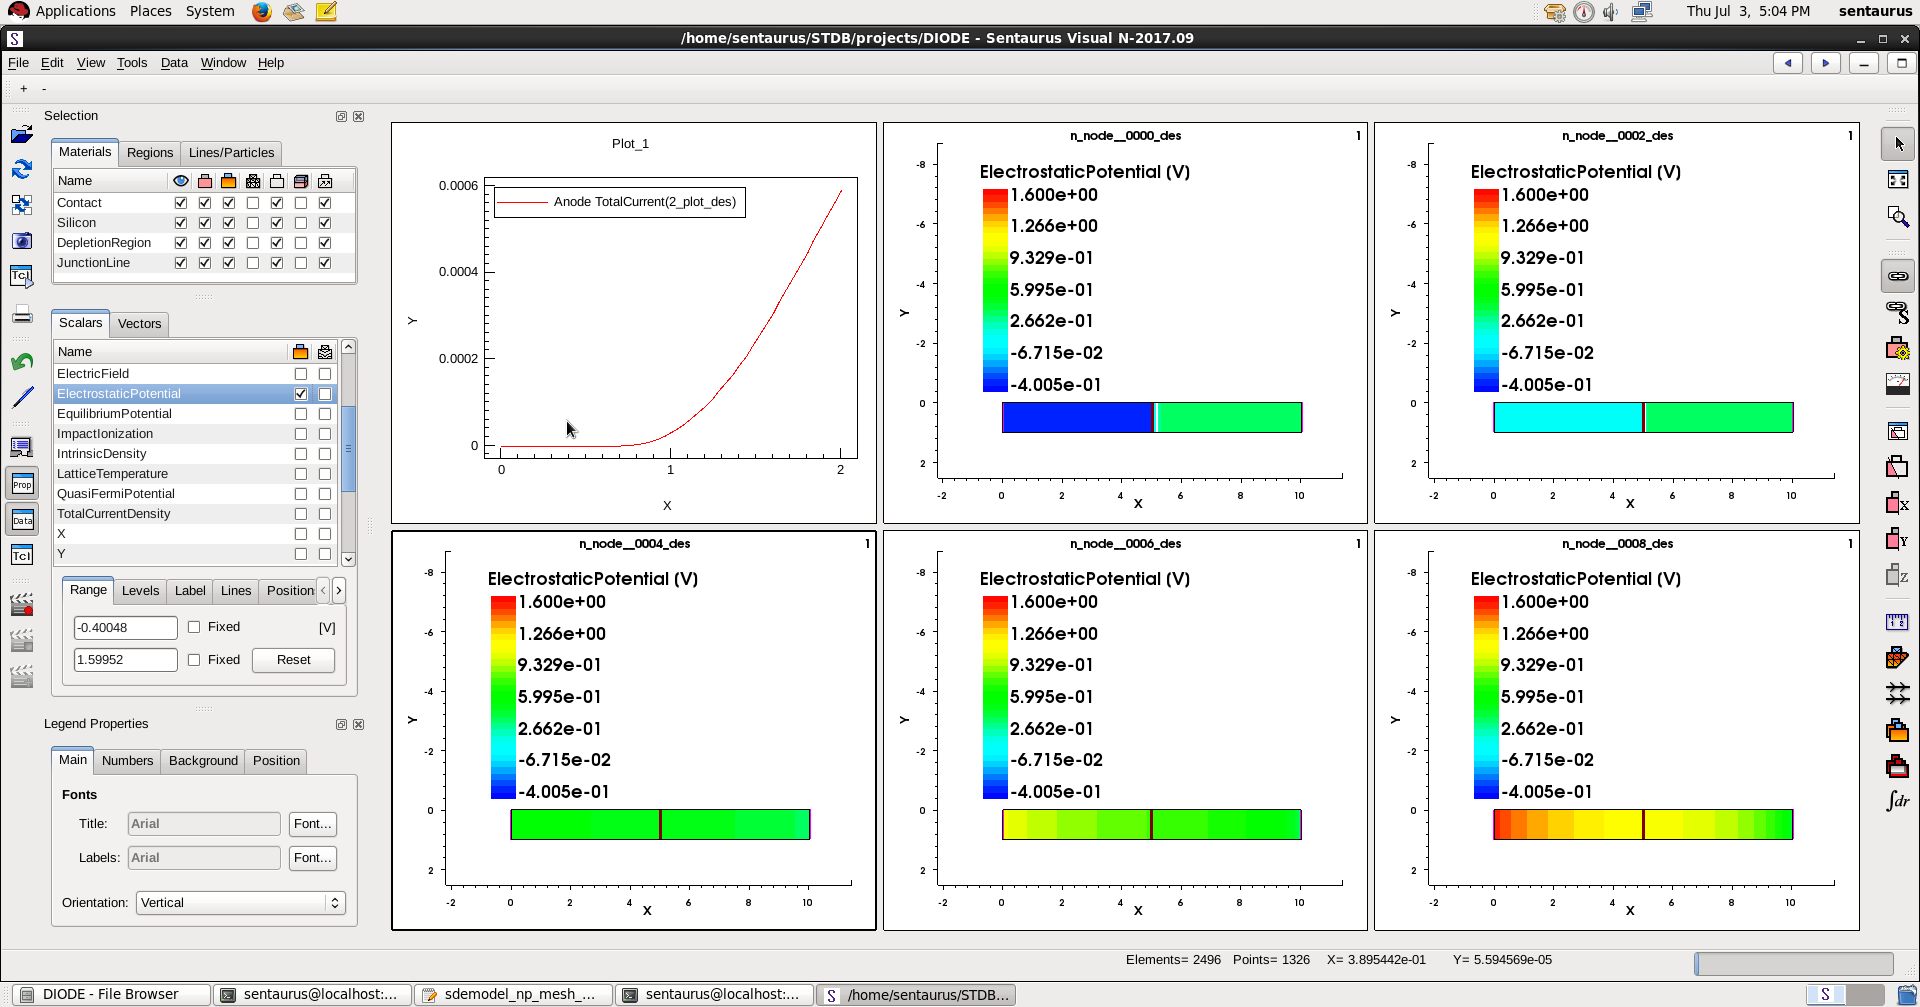 Applications Places System Thu Jul 3, 5:04 PM sentaurus
S /home/sentaurus/STDB/projects/DIODE - Sentaurus Visual N-2017.09
File Edit View Tools Data Window Help
+ -
Selection
Materials Regions Lines/Particles
Name
Contact
Silicon
DepletionRegion
JunctionLine
Scalars Vectors
Name
ElectricField
ElectrostaticPotential
EquilibriumPotential
ImpactIonization
IntrinsicDensity
LatticeTemperature
QuasiFermiPotential
TotalCurrentDensity
X
Y
Range Levels Label Lines Position
-0.40048 Fixed [V]
1.59952 Fixed Reset
Legend Properties
Main Numbers Background Position
Fonts
Title: Arial Font...
Labels: Arial Font...
Orientation: Vertical
Tcl
Prop
Data
Tcl
Plot_1
Anode TotalCurrent(2_plot_des)
0.0006
0.0004
0.0002
0
Y
0 1 2
X
n_node__0000_des 1
ElectrostaticPotential (V)
1.600e+00
1.266e+00
9.329e-01
5.995e-01
2.662e-01
-6.715e-02
-4.005e-01
-8
-6
-4
-2
0
2
Y
-2 0 2 4 6 8 10
X
n_node__0002_des 1
ElectrostaticPotential (V)
1.600e+00
1.266e+00
9.329e-01
5.995e-01
2.662e-01
-6.715e-02
-4.005e-01
-8
-6
-4
-2
0
2
Y
-2 0 2 4 6 8 10
X
n_node__0004_des 1
ElectrostaticPotential (V)
1.600e+00
1.266e+00
9.329e-01
5.995e-01
2.662e-01
-6.715e-02
-4.005e-01
-8
-6
-4
-2
0
2
Y
-2 0 2 4 6 8 10
X
n_node__0006_des 1
ElectrostaticPotential (V)
1.600e+00
1.266e+00
9.329e-01
5.995e-01
2.662e-01
-6.715e-02
-4.005e-01
-8
-6
-4
-2
0
2
Y
-2 0 2 4 6 8 10
X
n_node__0008_des 1
ElectrostaticPotential (V)
1.600e+00
1.266e+00
9.329e-01
5.995e-01
2.662e-01
-6.715e-02
-4.005e-01
-8
-6
-4
-2
0
2
Y
-2 0 2 4 6 8 10
X
S
X
Y
Z
∫dr
Elements= 2496 Points= 1326 X= 3.895442e-01 Y= 5.594569e-05
DIODE - File Browser sentaurus@localhost:... sdemodel_np_mesh_... sentaurus@localhost:... S /home/sentaurus/STDB... S